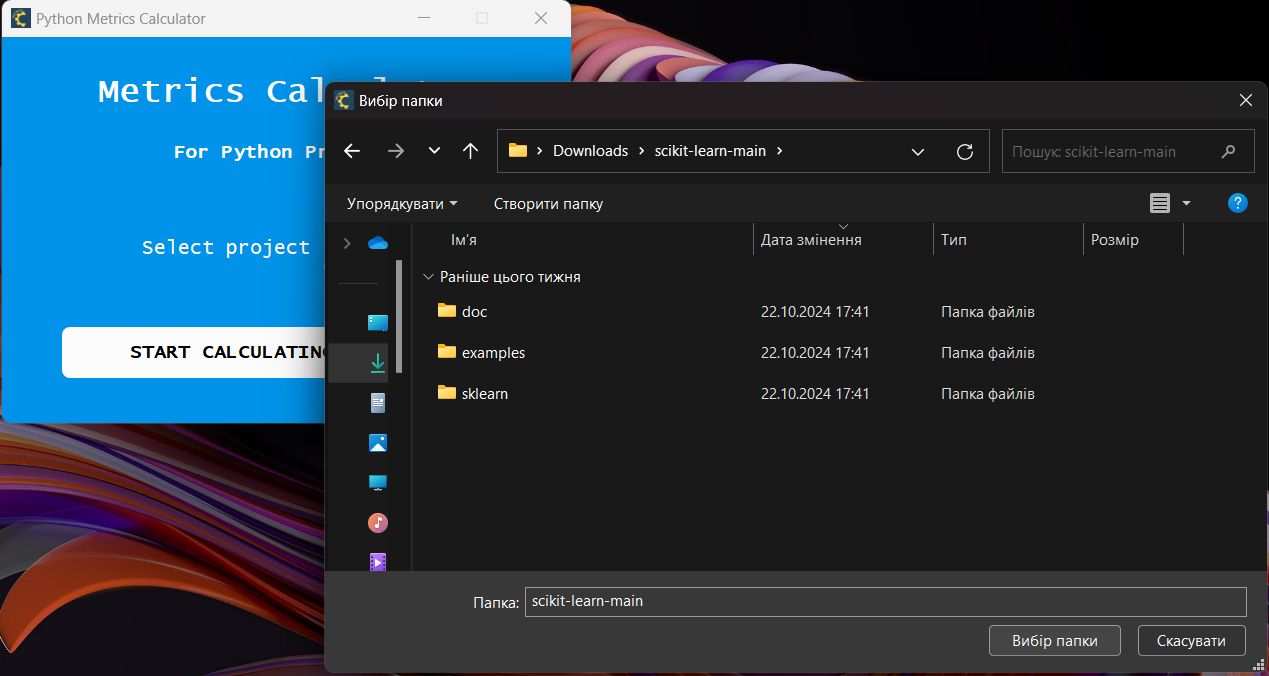 Python Metrics Calculator
Metrics Cal
For Python Pr
Select project
START CALCULATING
Вибір папки
Downloads
scikit-learn-main
Пошук: scikit-learn-main
Упорядкувати
Створити папку
?
Ім’я
Дата змінення
Тип
Розмір
Раніше цього тижня
doc 22.10.2024 17:41 Папка файлів
examples 22.10.2024 17:41 Папка файлів
sklearn 22.10.2024 17:41 Папка файлів
Папка: scikit-learn-main
Вибір папки
Скасувати